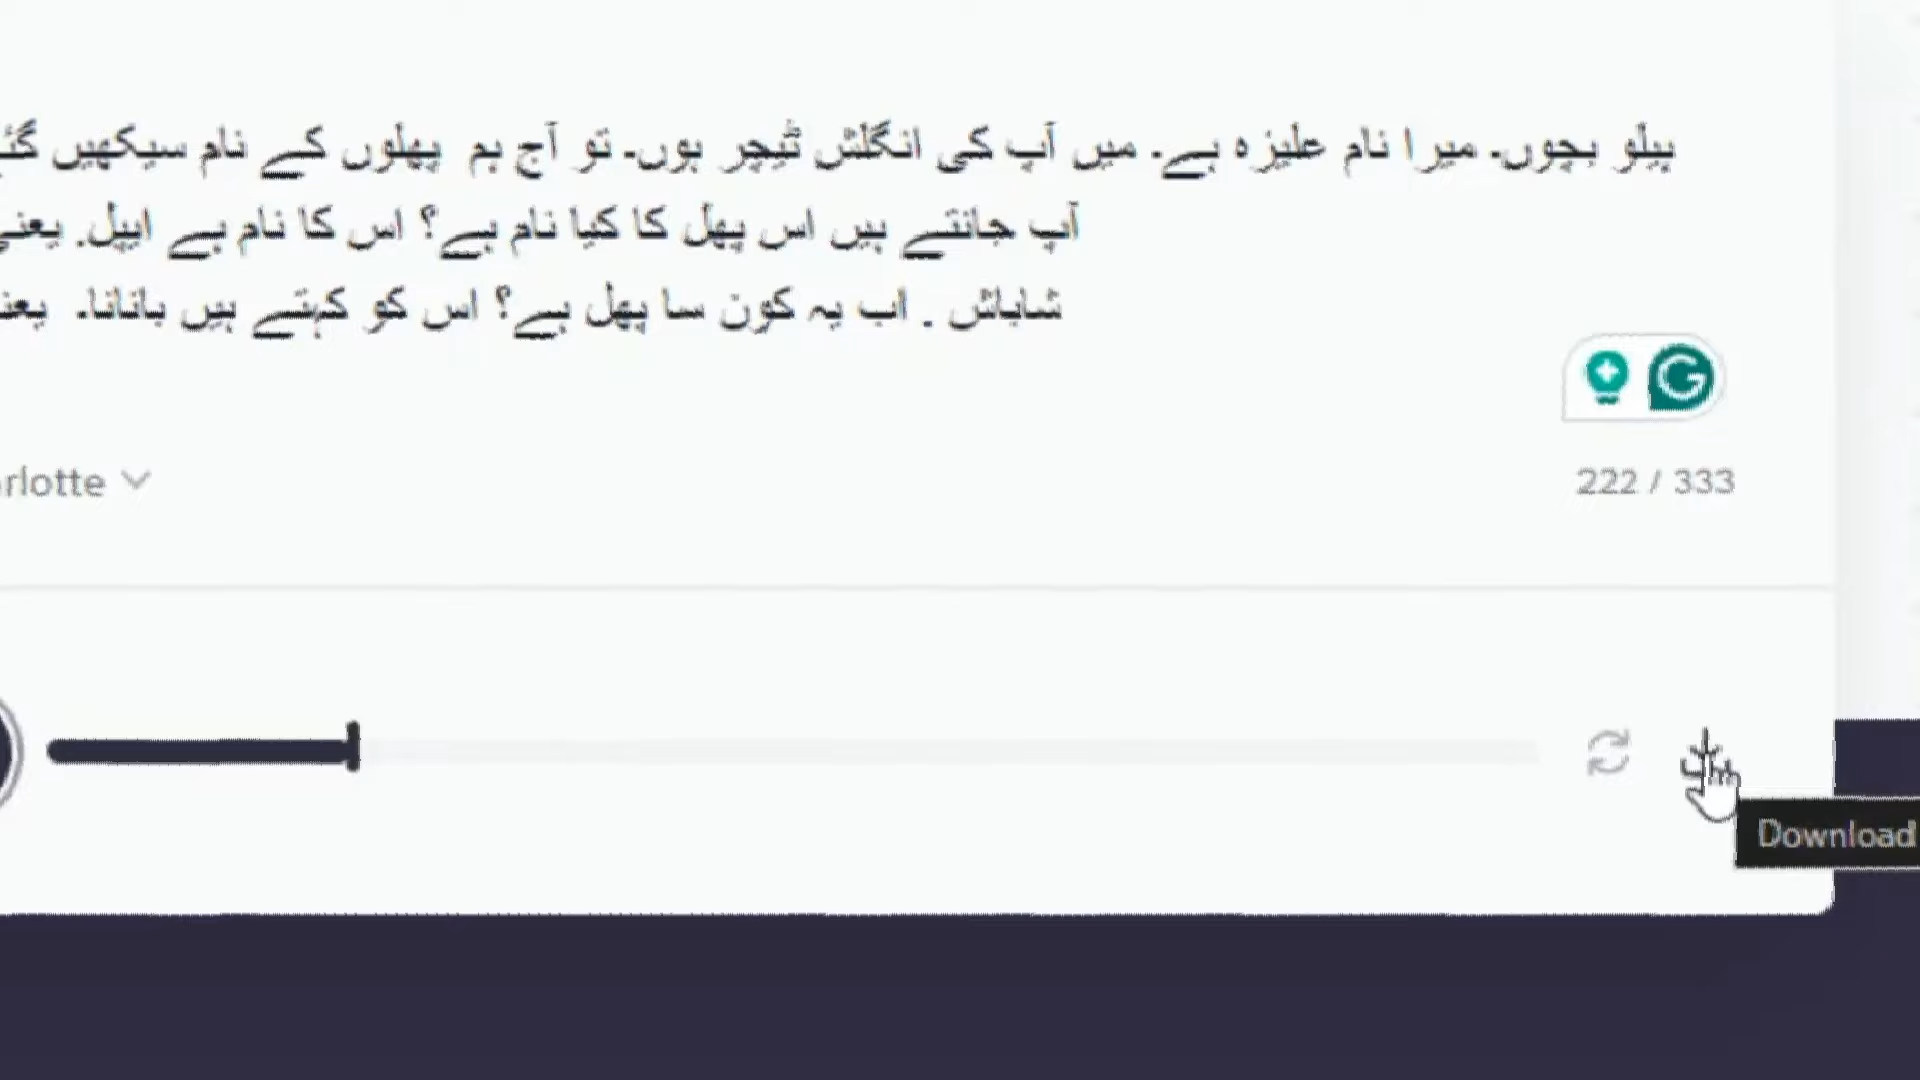 ہیلو بچوں۔ میرا نام علیزہ ہے۔ میں آپ کی انگلش ٹیچر ہوں۔ تو آج ہم پھلوں کے نام سیکھیں گئے
آپ جانتے ہیں اس پھل کا کیا نام ہے؟ اس کا نام ہے ایپل. یعنی
شاباش . اب یہ کون سا پھل ہے؟ اس کو کہتے ہیں بانانا۔
rlotte
222 / 333
Download